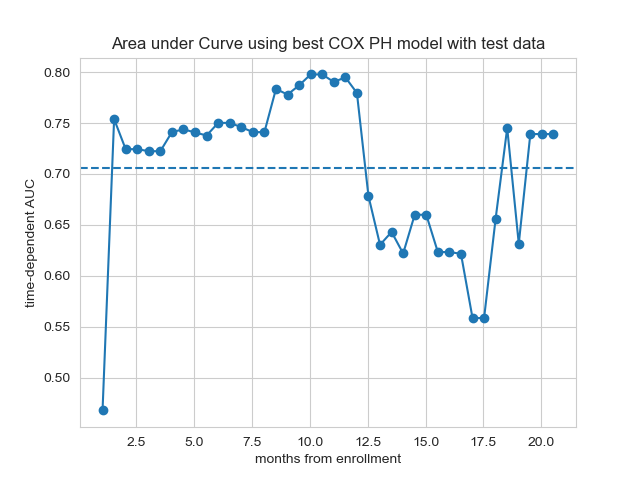 Area under Curve using best COX PH model with test data
time-dependent AUC
0.80
0.75
0.70
0.65
0.60
0.55
0.50
2.5 5.0 7.5 10.0 12.5 15.0 17.5 20.0
months from enrollment